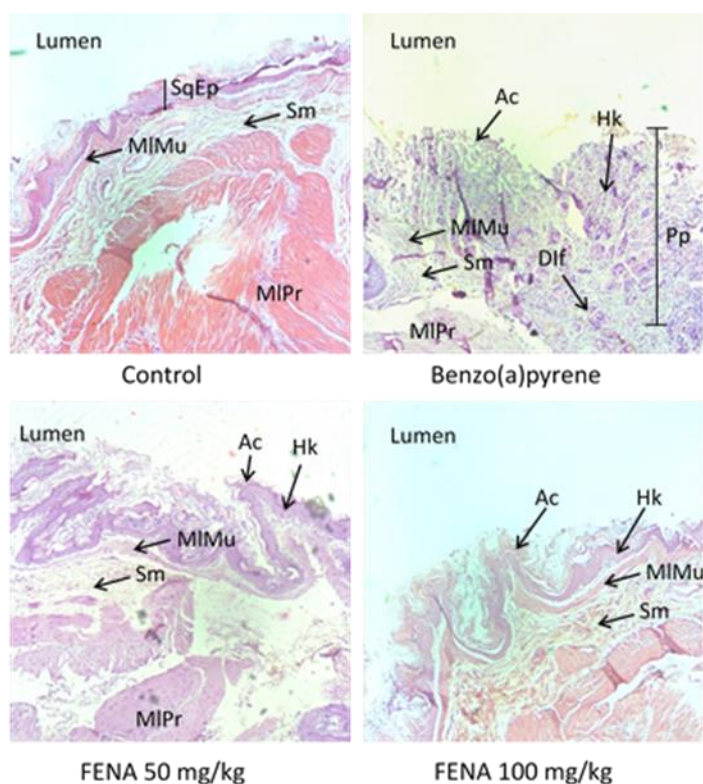 Lumen
SqEp
Sm
MlMu
MlPr
Control
Lumen
Ac
Hk
MlMu
Sm
Dlf
Pp
MlPr
Benzo(a)pyrene
Lumen
Ac
Hk
MlMu
Sm
MlPr
FENA 50 mg/kg
Lumen
Ac
Hk
MlMu
Sm
FENA 100 mg/kg